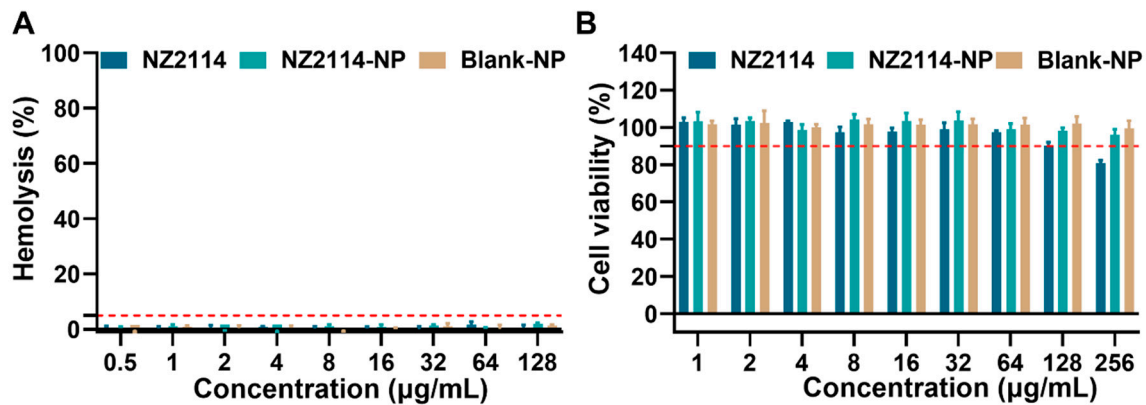 A
NZ2114 NZ2114-NP Blank-NP
Hemolysis (%)
100
80
60
40
20
0
0.5 1 2 4 8 16 32 64 128
Concentration (µg/mL)
B
NZ2114 NZ2114-NP Blank-NP
Cell viability (%)
140
120
100
80
60
40
20
0
1 2 4 8 16 32 64 128 256
Concentration (µg/mL)